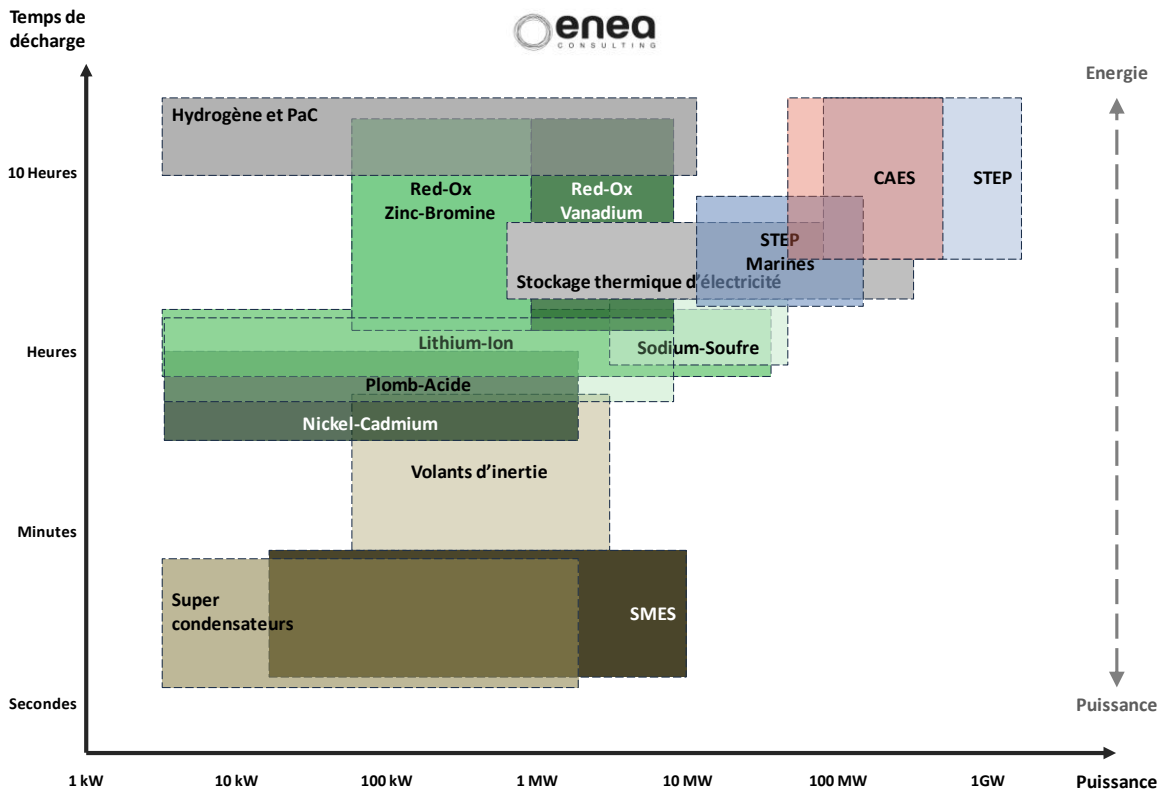 Temps de
décharge
enea
CONSULTING
Energie
Hydrogène et PaC
10 Heures
Red-Ox
Zinc-Bromine
Red-Ox
Vanadium
CAES
STEP
STEP
Marines
Stockage thermique d'électricité
Heures
Lithium-Ion
Sodium-Soufre
Plomb-Acide
Nickel-Cadmium
Volants d'inertie
Minutes
Super
condensateurs
SMES
Secondes
Puissance
1 kW
10 kW
100 kW
1 MW
10 MW
100 MW
1GW
Puissance